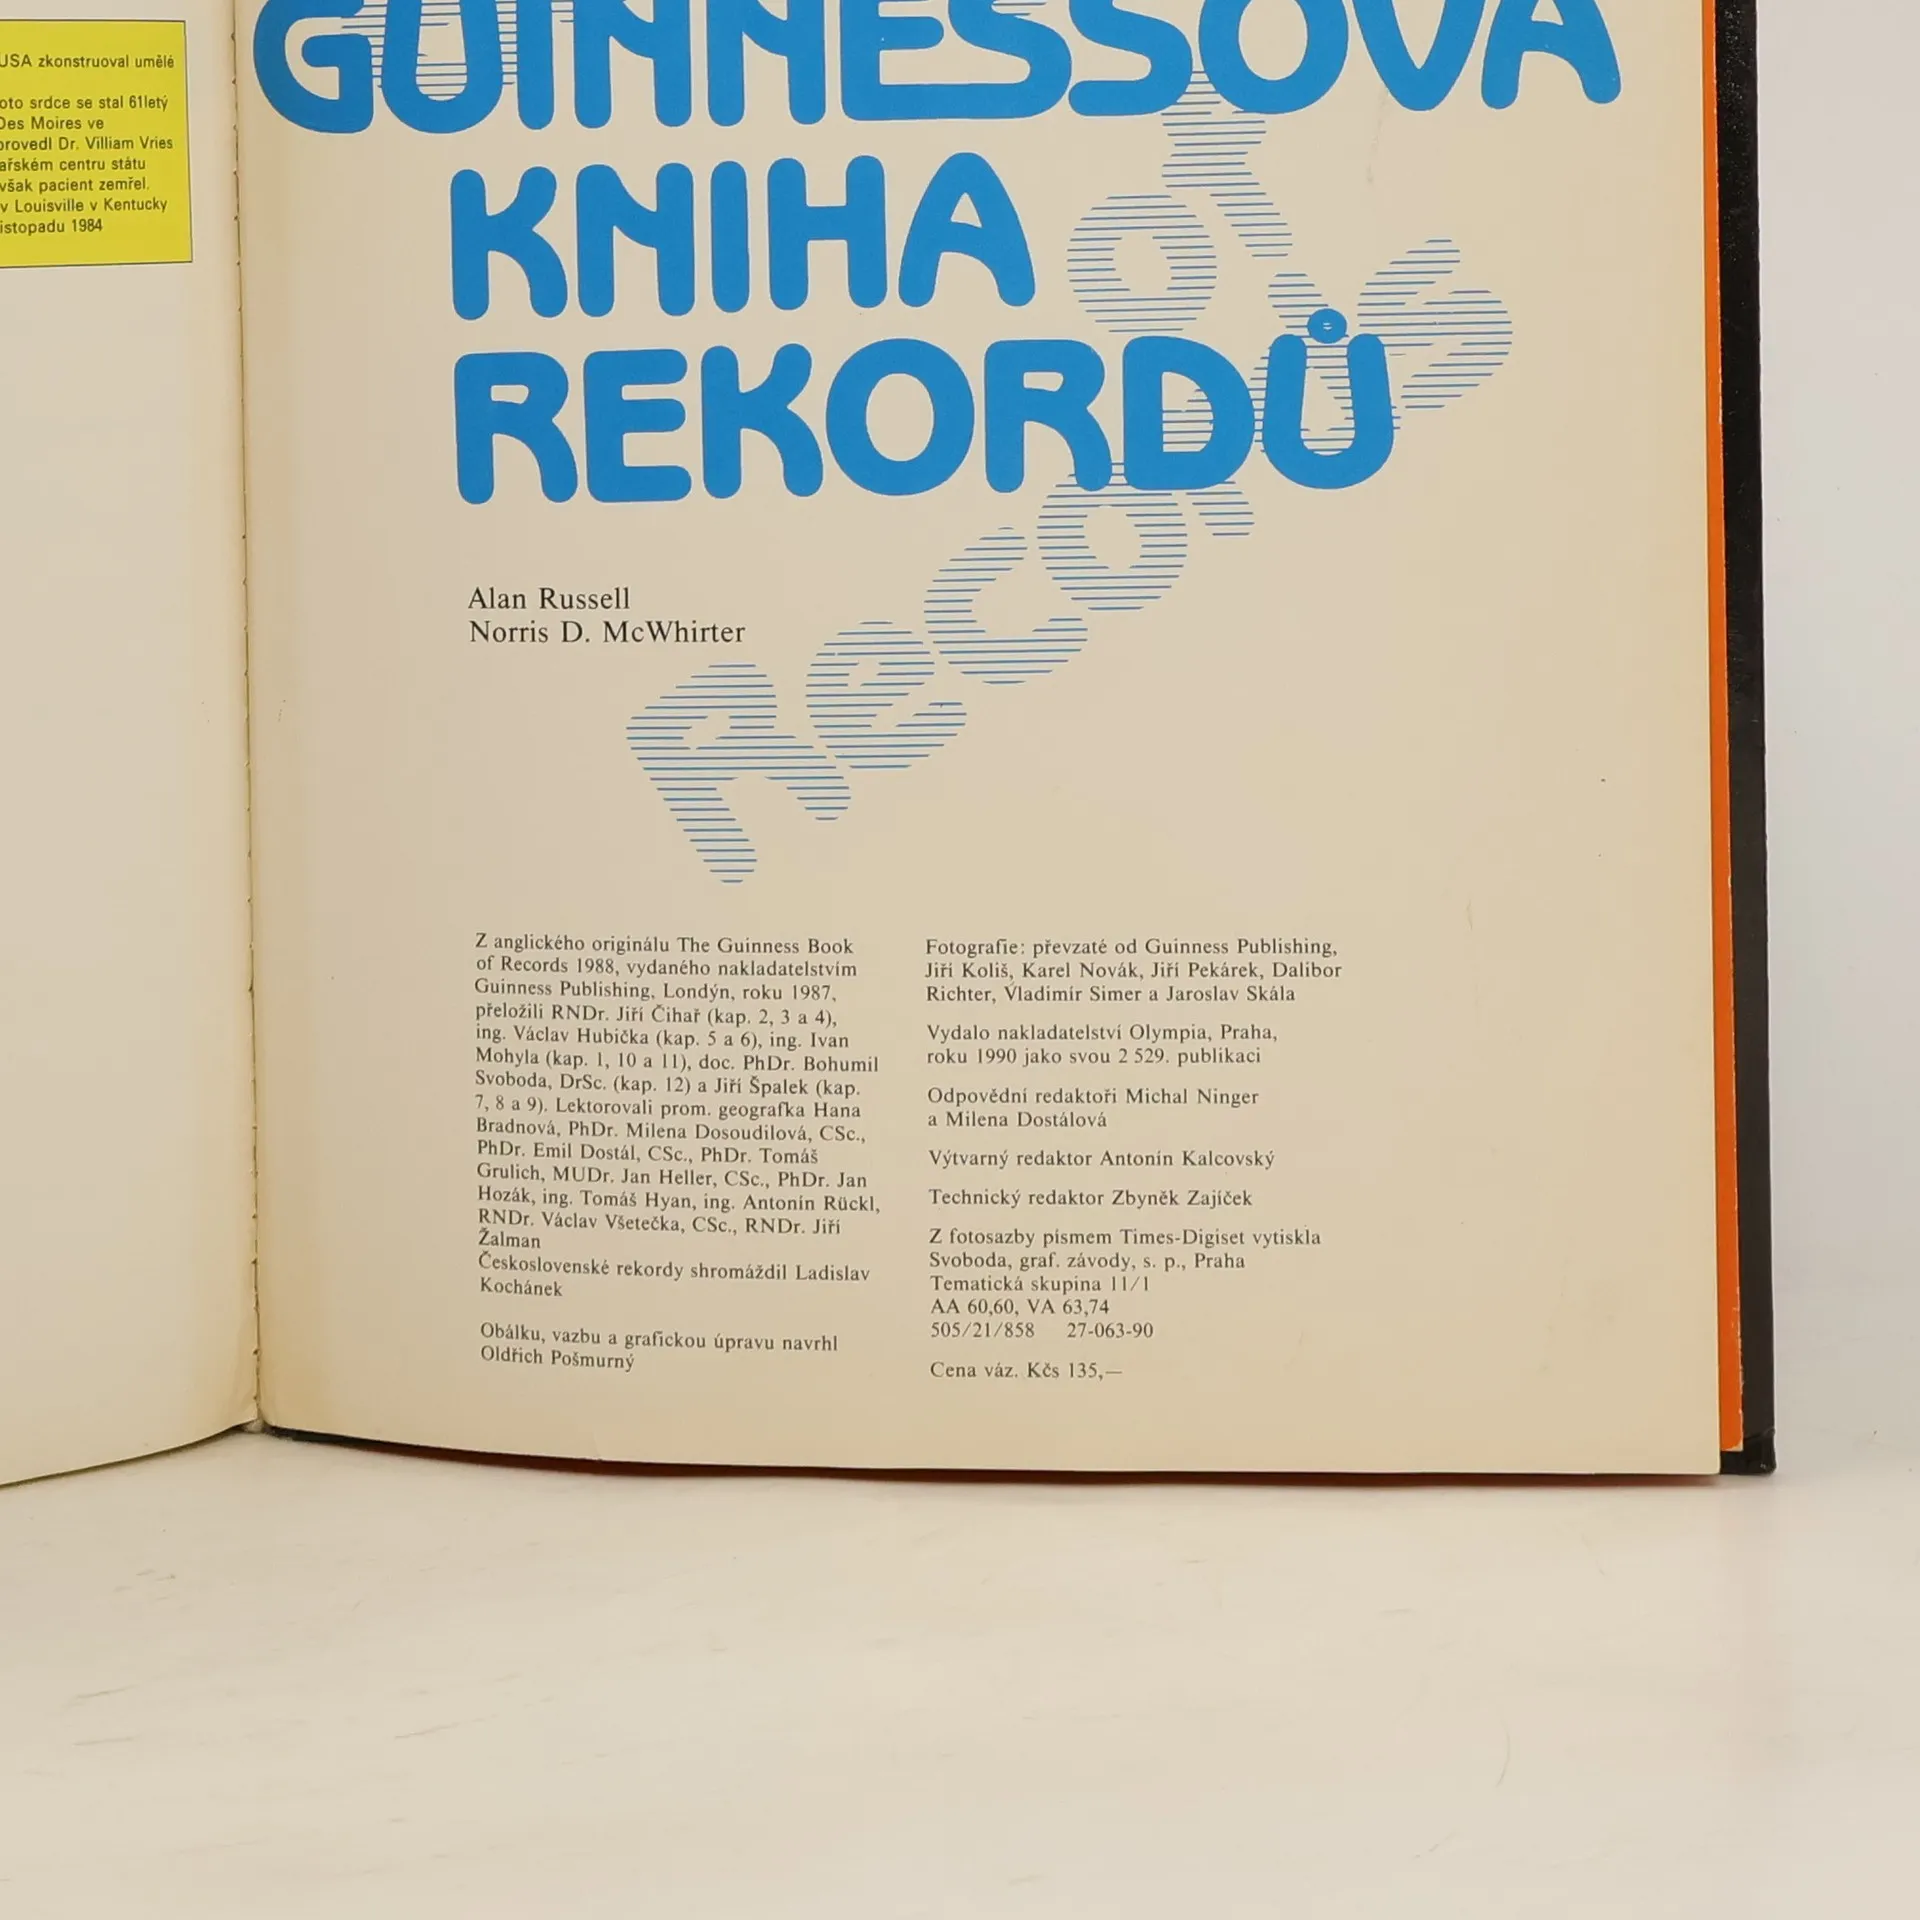 USA zkonstruoval umělé
oto srdce se stal 61letý
Des Moires ve
provedl Dr. Villiam Vries
ařském centru státu
však pacient zemřel.
v Louisville v Kentucky
istopadu 1984
GUINNESSOVA
KNIHA
REKORDŮ
Records
Alan Russell
Norris D. McWhirter
Z anglického originálu The Guinness Book
of Records 1988, vydaného nakladatelstvím
Guinness Publishing, Londýn, roku 1987,
přeložili RNDr. Jiří Čihař (kap. 2, 3 a 4),
ing. Václav Hubička (kap. 5 a 6), ing. Ivan
Mohyla (kap. 1, 10 a 11), doc. PhDr. Bohumil
Svoboda, DrSc. (kap. 12) a Jiří Špalek (kap.
7, 8 a 9). Lektorovali prom. geografka Hana
Bradnová, PhDr. Milena Dosoudilová, CSc.,
PhDr. Emil Dostál, CSc., PhDr. Tomáš
Grulich, MUDr. Jan Heller, CSc., PhDr. Jan
Hozák, ing. Tomáš Hyan, ing. Antonín Rückl,
RNDr. Václav Všetečka, CSc., RNDr. Jiří
Žalman
Československé rekordy shromáždil Ladislav
Kochánek
Obálku, vazbu a grafickou úpravu navrhl
Oldřich Pošmurný
Fotografie: převzaté od Guinness Publishing,
Jiří Koliš, Karel Novák, Jiří Pekárek, Dalibor
Richter, Vladimír Simer a Jaroslav Skála
Vydalo nakladatelství Olympia, Praha,
roku 1990 jako svou 2 529. publikaci
Odpovědní redaktoři Michal Ninger
a Milena Dostálová
Výtvarný redaktor Antonín Kalcovský
Technický redaktor Zbyněk Zajíček
Z fotosazby písmem Times-Digiset vytiskla
Svoboda, graf. závody, s. p., Praha
Tematická skupina 11/1
AA 60,60, VA 63,74
505/21/858 27-063-90
Cena váz. Kčs 135,—